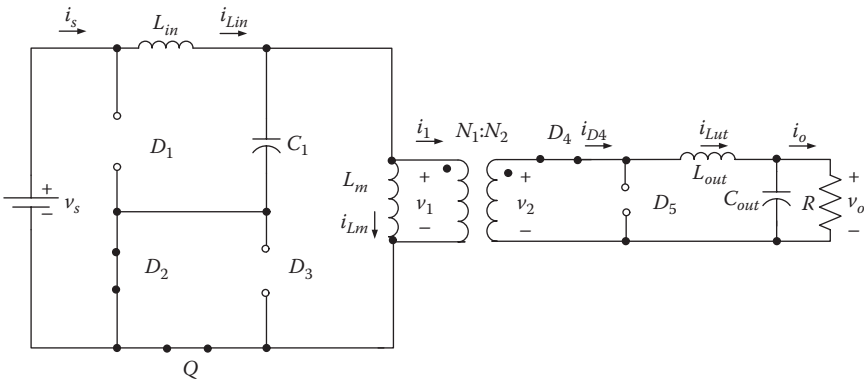 i_s
L_in
i_Lin
D_1
C_1
v_s
+
−
D_2
D_3
Q
L_m
i_Lm
i_1
+
v_1
−
N_1:N_2
+
v_2
−
D_4
i_D4
D_5
i_Lut
L_out
C_out
i_o
R
+
v_o
−